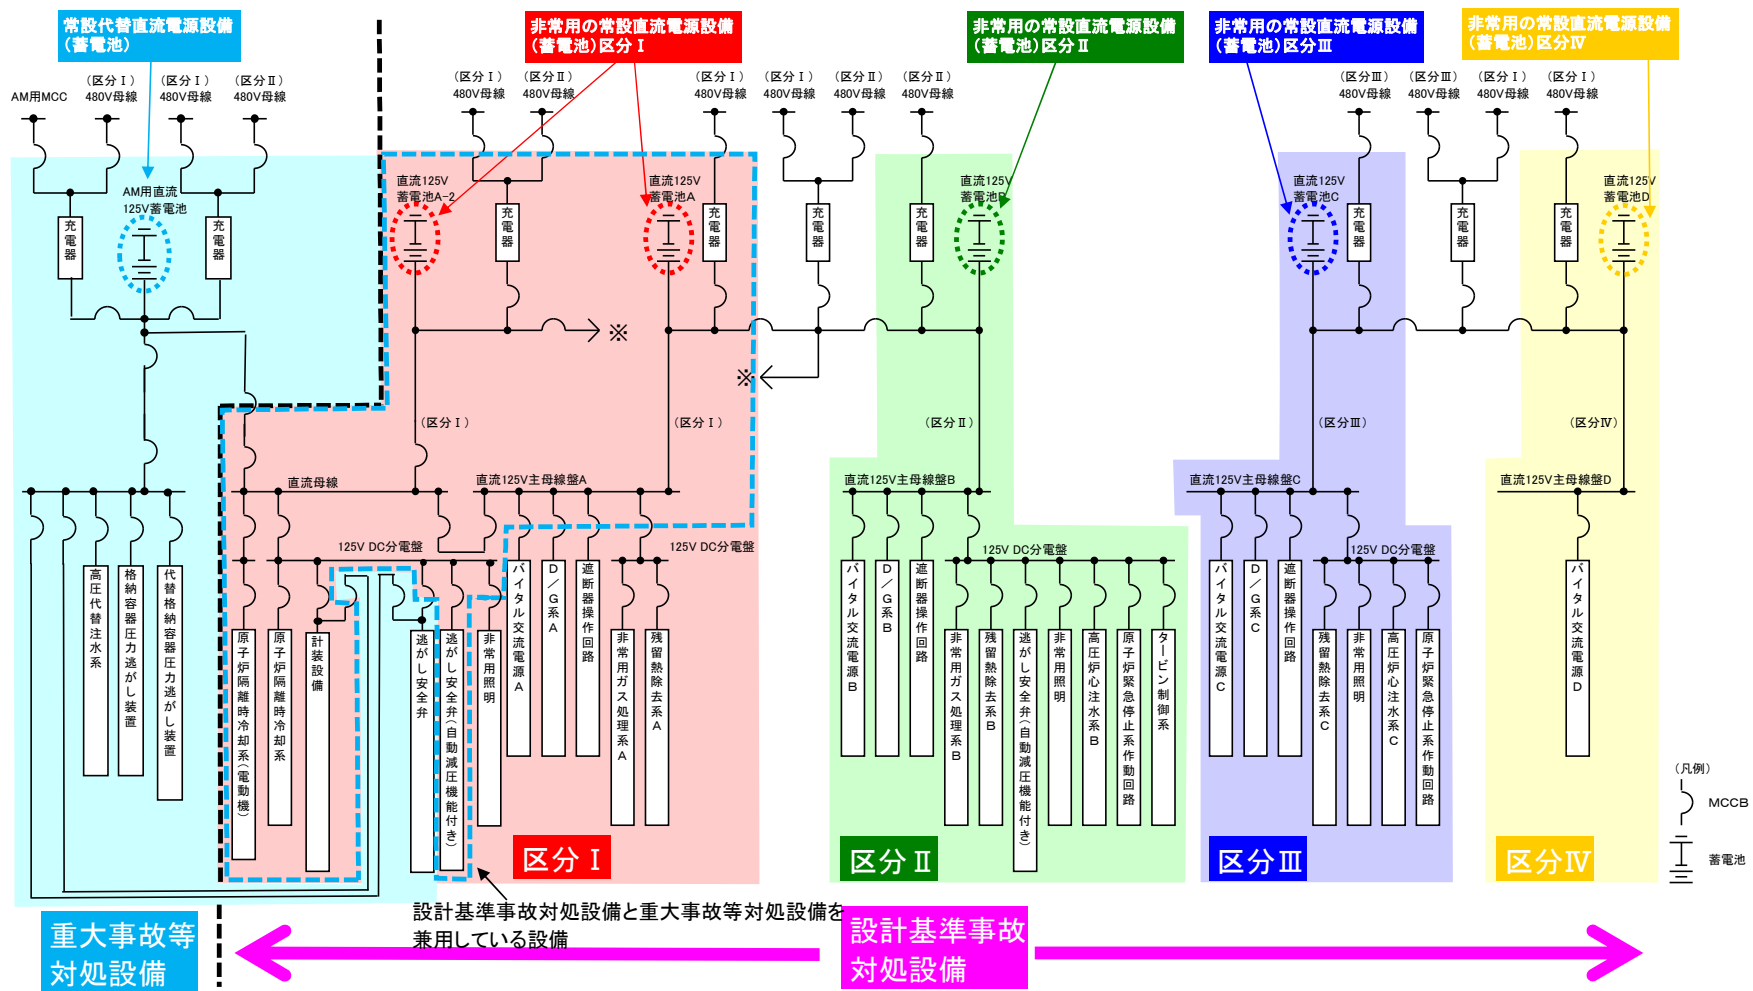 常設代替直流電源設備
（蓄電池）
非常用の常設直流電源設備
（蓄電池）区分Ⅰ
非常用の常設直流電源設備
（蓄電池）区分Ⅱ
非常用の常設直流電源設備
（蓄電池）区分Ⅲ
非常用の常設直流電源設備
（蓄電池）区分Ⅳ
AM用MCC
（区分Ⅰ）
480V母線
（区分Ⅰ）
480V母線
（区分Ⅱ）
480V母線
（区分Ⅰ）
480V母線
（区分Ⅱ）
480V母線
（区分Ⅰ）
480V母線
（区分Ⅰ）
480V母線
（区分Ⅱ）
480V母線
（区分Ⅱ）
480V母線
（区分Ⅲ）
480V母線
（区分Ⅲ）
480V母線
（区分Ⅰ）
480V母線
（区分Ⅰ）
480V母線
AM用直流
125V蓄電池
直流125V
蓄電池A-2
直流125V
蓄電池A
直流125V
蓄電池B
直流125V
蓄電池C
直流125V
蓄電池D
充電器
充電器
充電器
充電器
充電器
充電器
充電器
充電器
充電器
※
※
（区分Ⅰ）
（区分Ⅰ）
（区分Ⅱ）
（区分Ⅲ）
（区分Ⅳ）
直流母線
直流125V主母線盤A
直流125V主母線盤B
直流125V主母線盤C
直流125V主母線盤D
125V DC分電盤
125V DC分電盤
125V DC分電盤
125V DC分電盤
高圧代替注水系
格納容器圧力逃がし装置
代替格納容器圧力逃がし装置
原子炉隔離時冷却系（電動機）
原子炉隔離時冷却系
計装設備
逃がし安全弁
逃がし安全弁（自動減圧機能付き）
非常用照明
バイタル交流電源A
D／G系A
遮断器操作回路
非常用ガス処理系A
残留熱除去系A
バイタル交流電源B
D／G系B
遮断器操作回路
非常用ガス処理系B
残留熱除去系B
逃がし安全弁（自動減圧機能付き）
非常用照明
高圧炉心注水系B
原子炉緊急停止系作動回路
タービン制御系
バイタル交流電源C
D／G系C
遮断器操作回路
残留熱除去系C
非常用照明
高圧炉心注水系C
原子炉緊急停止系作動回路
バイタル交流電源D
（凡例）
MCCB
蓄電池
区分Ⅰ
区分Ⅱ
区分Ⅲ
区分Ⅳ
設計基準事故対処設備と重大事故等対処設備を
兼用している設備
重大事故等
対処設備
設計基準事故
対処設備